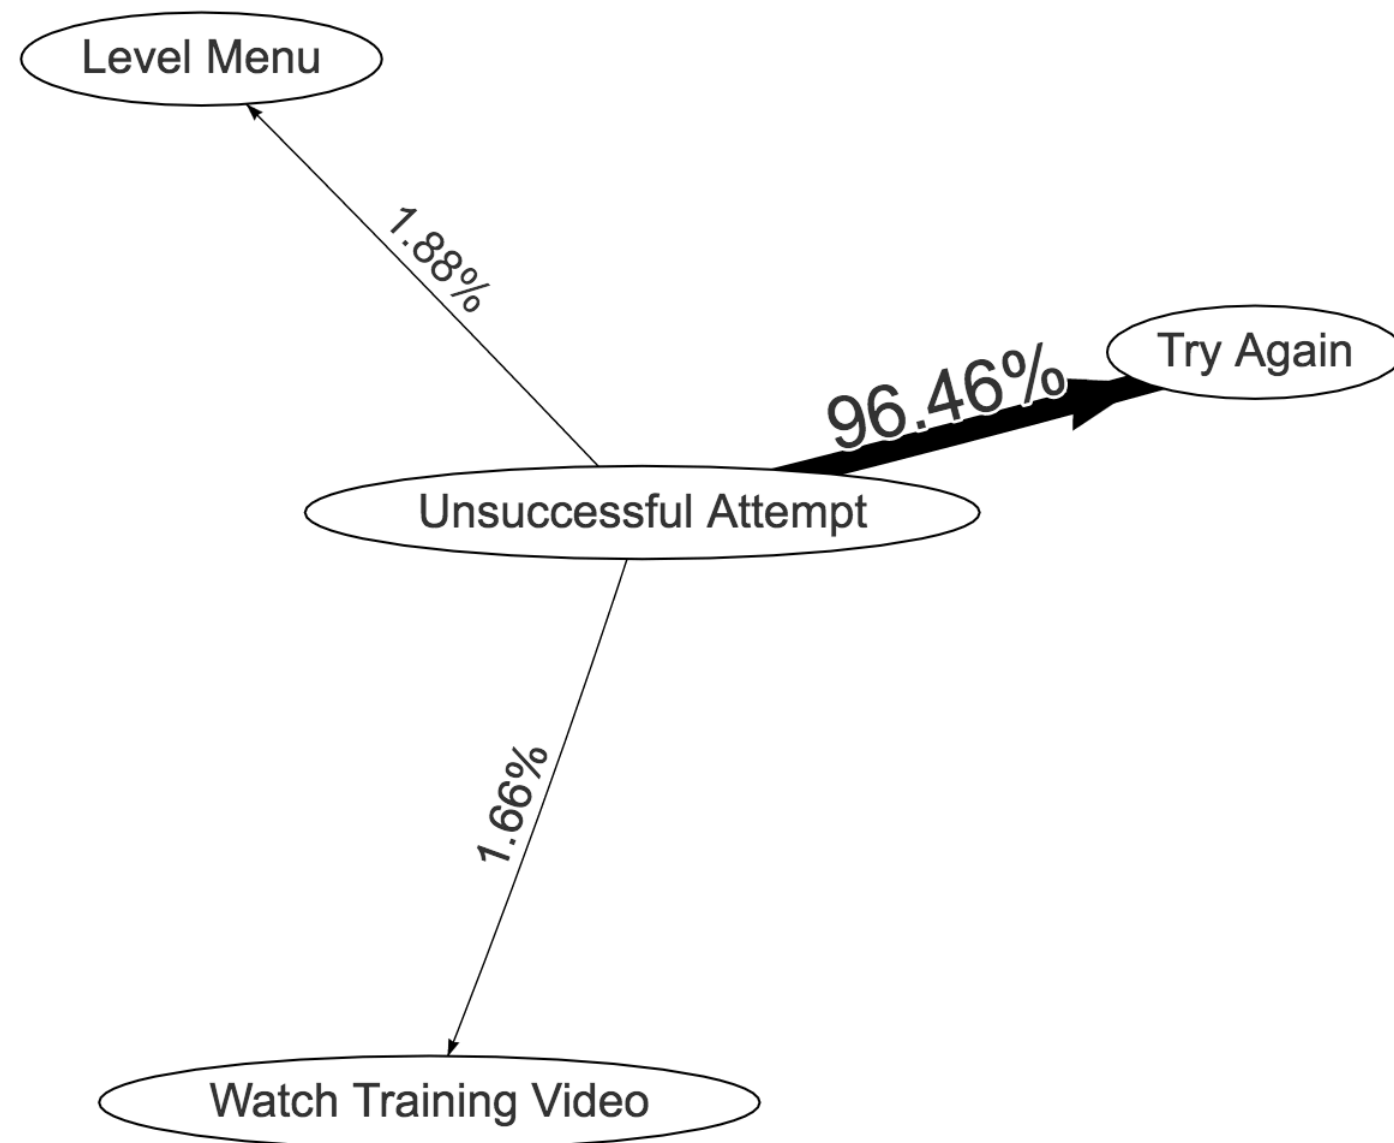 Level Menu
1.88%
Try Again
96.46%
Unsuccessful Attempt
1.66%
Watch Training Video